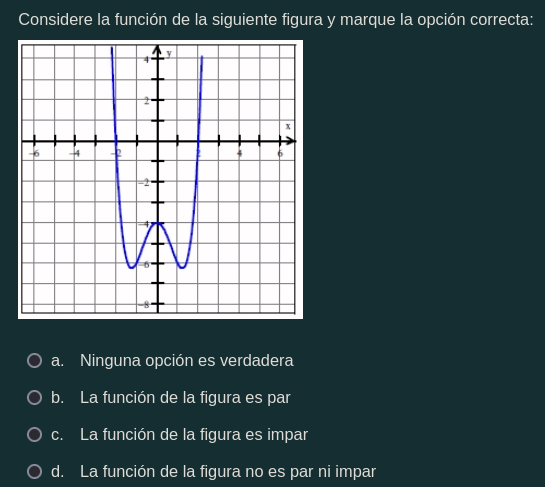 Considere la función de la siguiente figura y marque la opción correcta:
4 y
2
x
-6 -4 -2 2 4 6
-2
-4
-6
-8
a. Ninguna opción es verdadera
b. La función de la figura es par
c. La función de la figura es impar
d. La función de la figura no es par ni impar